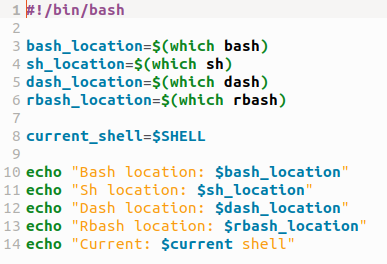 1 #!/bin/bash
2
3 bash_location=$(which bash)
4 sh_location=$(which sh)
5 dash_location=$(which dash)
6 rbash_location=$(which rbash)
7
8 current_shell=$SHELL
9
10 echo "Bash location: $bash_location"
11 echo "Sh location: $sh_location"
12 echo "Dash location: $dash_location"
13 echo "Rbash location: $rbash_location"
14 echo "Current: $current shell"